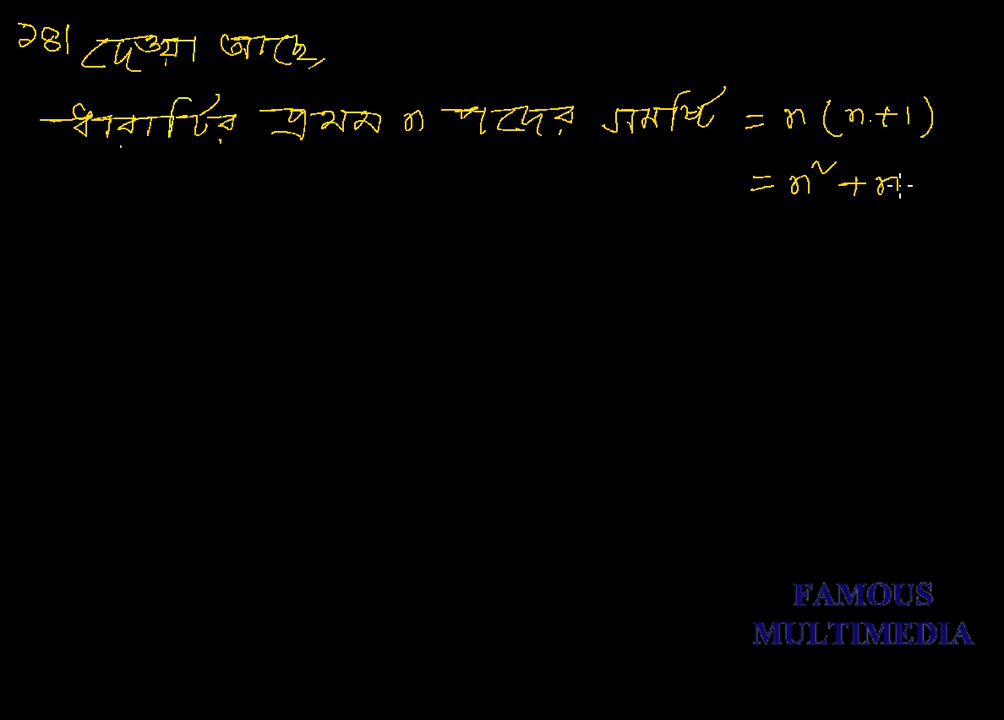 ১৪। দেওয়া আছে,
ধারাটির প্রথম n পদের সমষ্টি = n (n+1)
= n² + n
FAMOUS
MULTIMEDIA